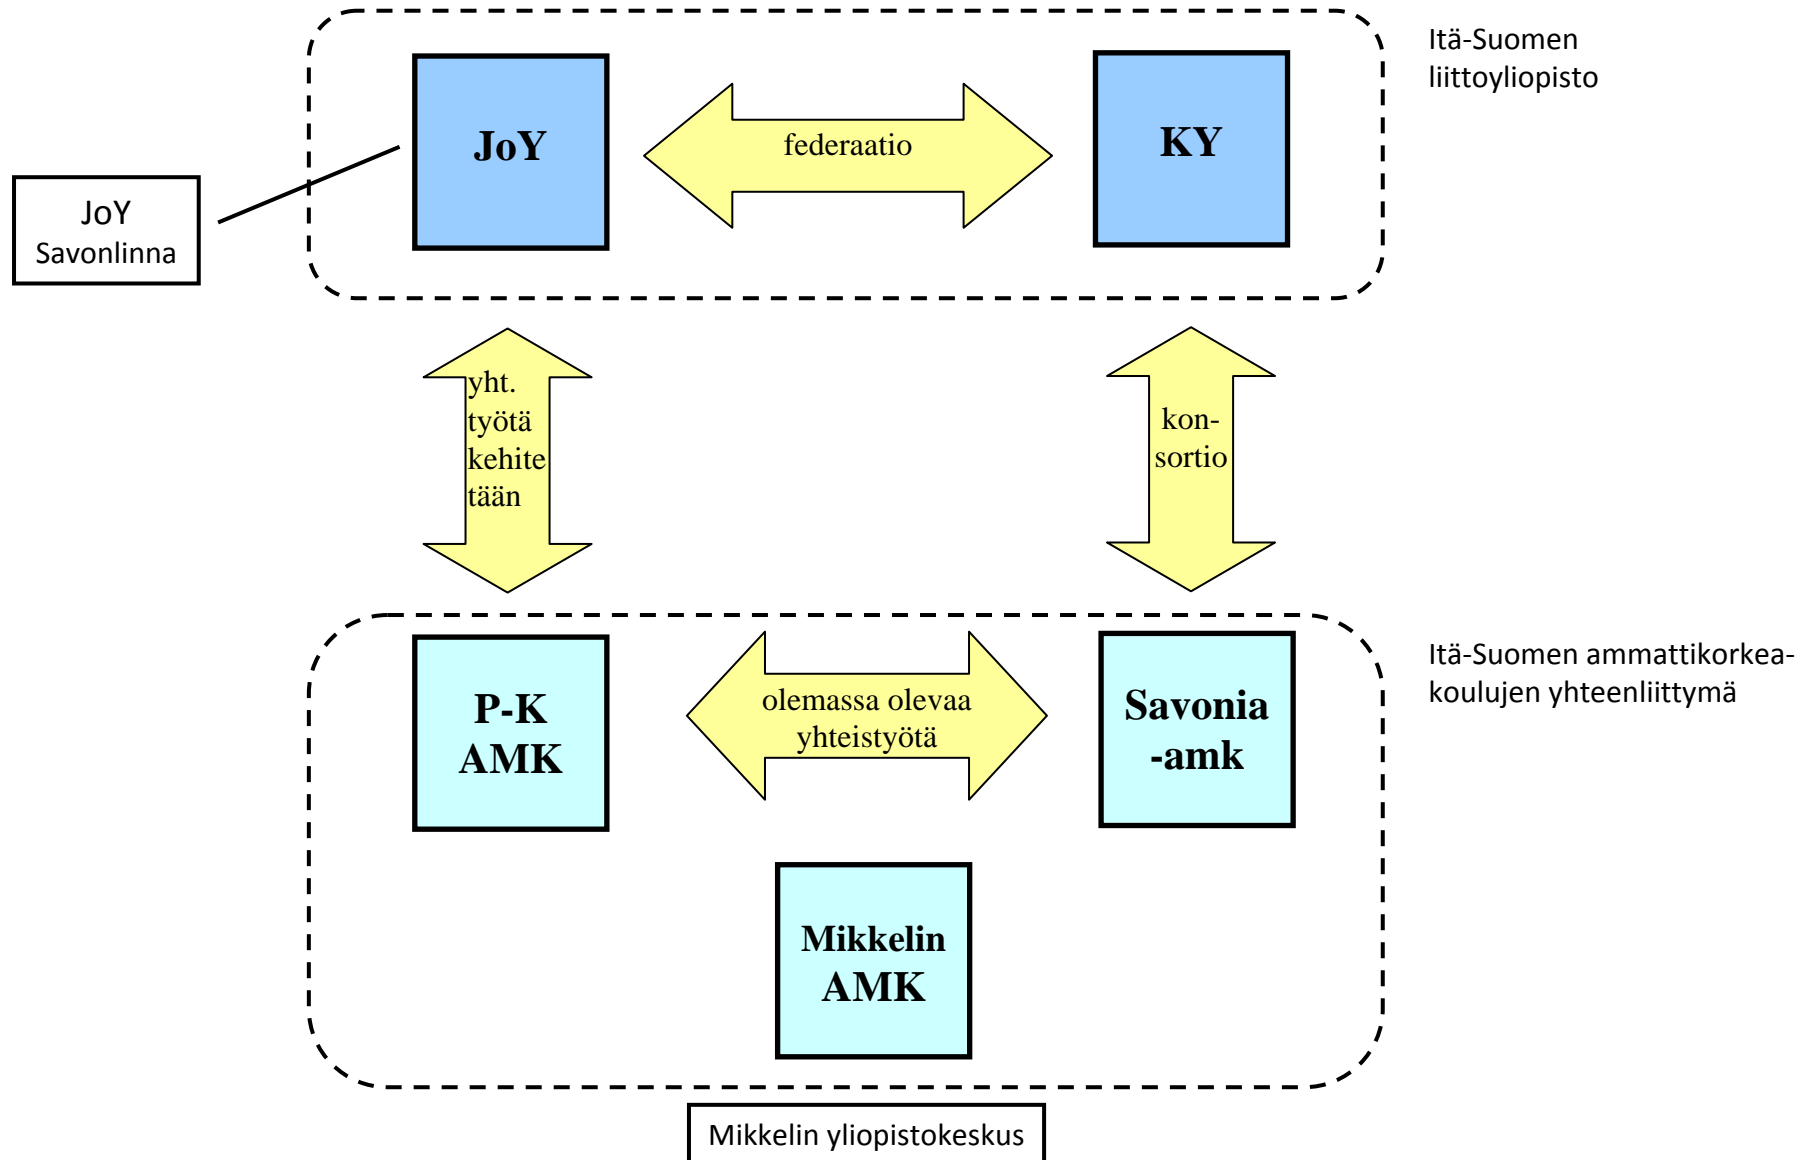 Itä-Suomen
liittoyliopisto
JoY
federaatio
KY
JoY
Savonlinna
yht.
työtä
kehite
tään
kon-
sortio
Itä-Suomen ammattikorkea-
koulujen yhteenliittymä
P-K
AMK
olemassa olevaa
yhteistyötä
Savonia
-amk
Mikkelin
AMK
Mikkelin yliopistokeskus